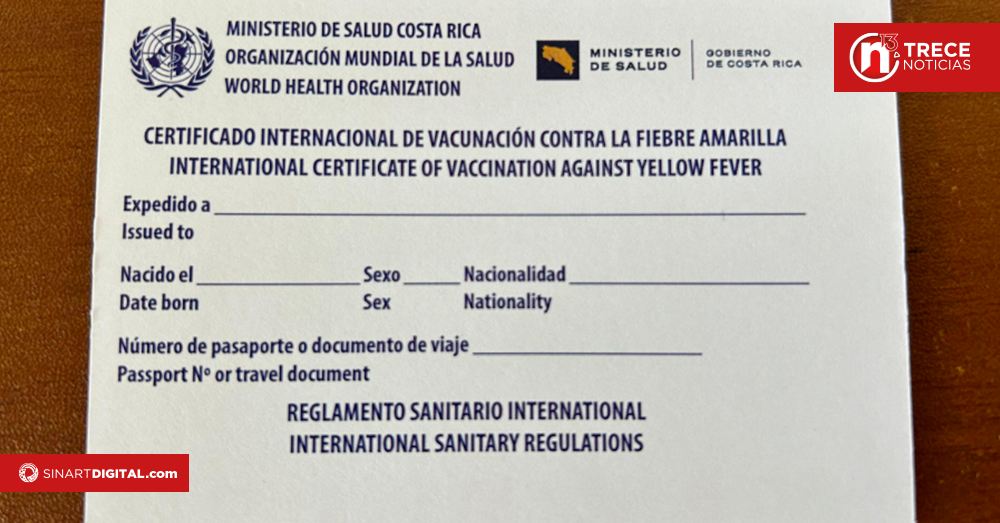 MINISTERIO DE SALUD COSTA RICA
ORGANIZACIÓN MUNDIAL DE LA SALUD
WORLD HEALTH ORGANIZATION
MINISTERIO
DE SALUD
GOBIERNO
DE COSTA RICA
n13
TRECE
NOTICIAS
CERTIFICADO INTERNACIONAL DE VACUNACIÓN CONTRA LA FIEBRE AMARILLA
INTERNATIONAL CERTIFICATE OF VACCINATION AGAINST YELLOW FEVER
Expedido a
Issued to
Nacido el Sexo Nacionalidad
Date born Sex Nationality
Número de pasaporte o documento de viaje
Passport Nº or travel document
REGLAMENTO SANITARIO INTERNATIONAL
INTERNATIONAL SANITARY REGULATIONS
SINARTDIGITAL.com